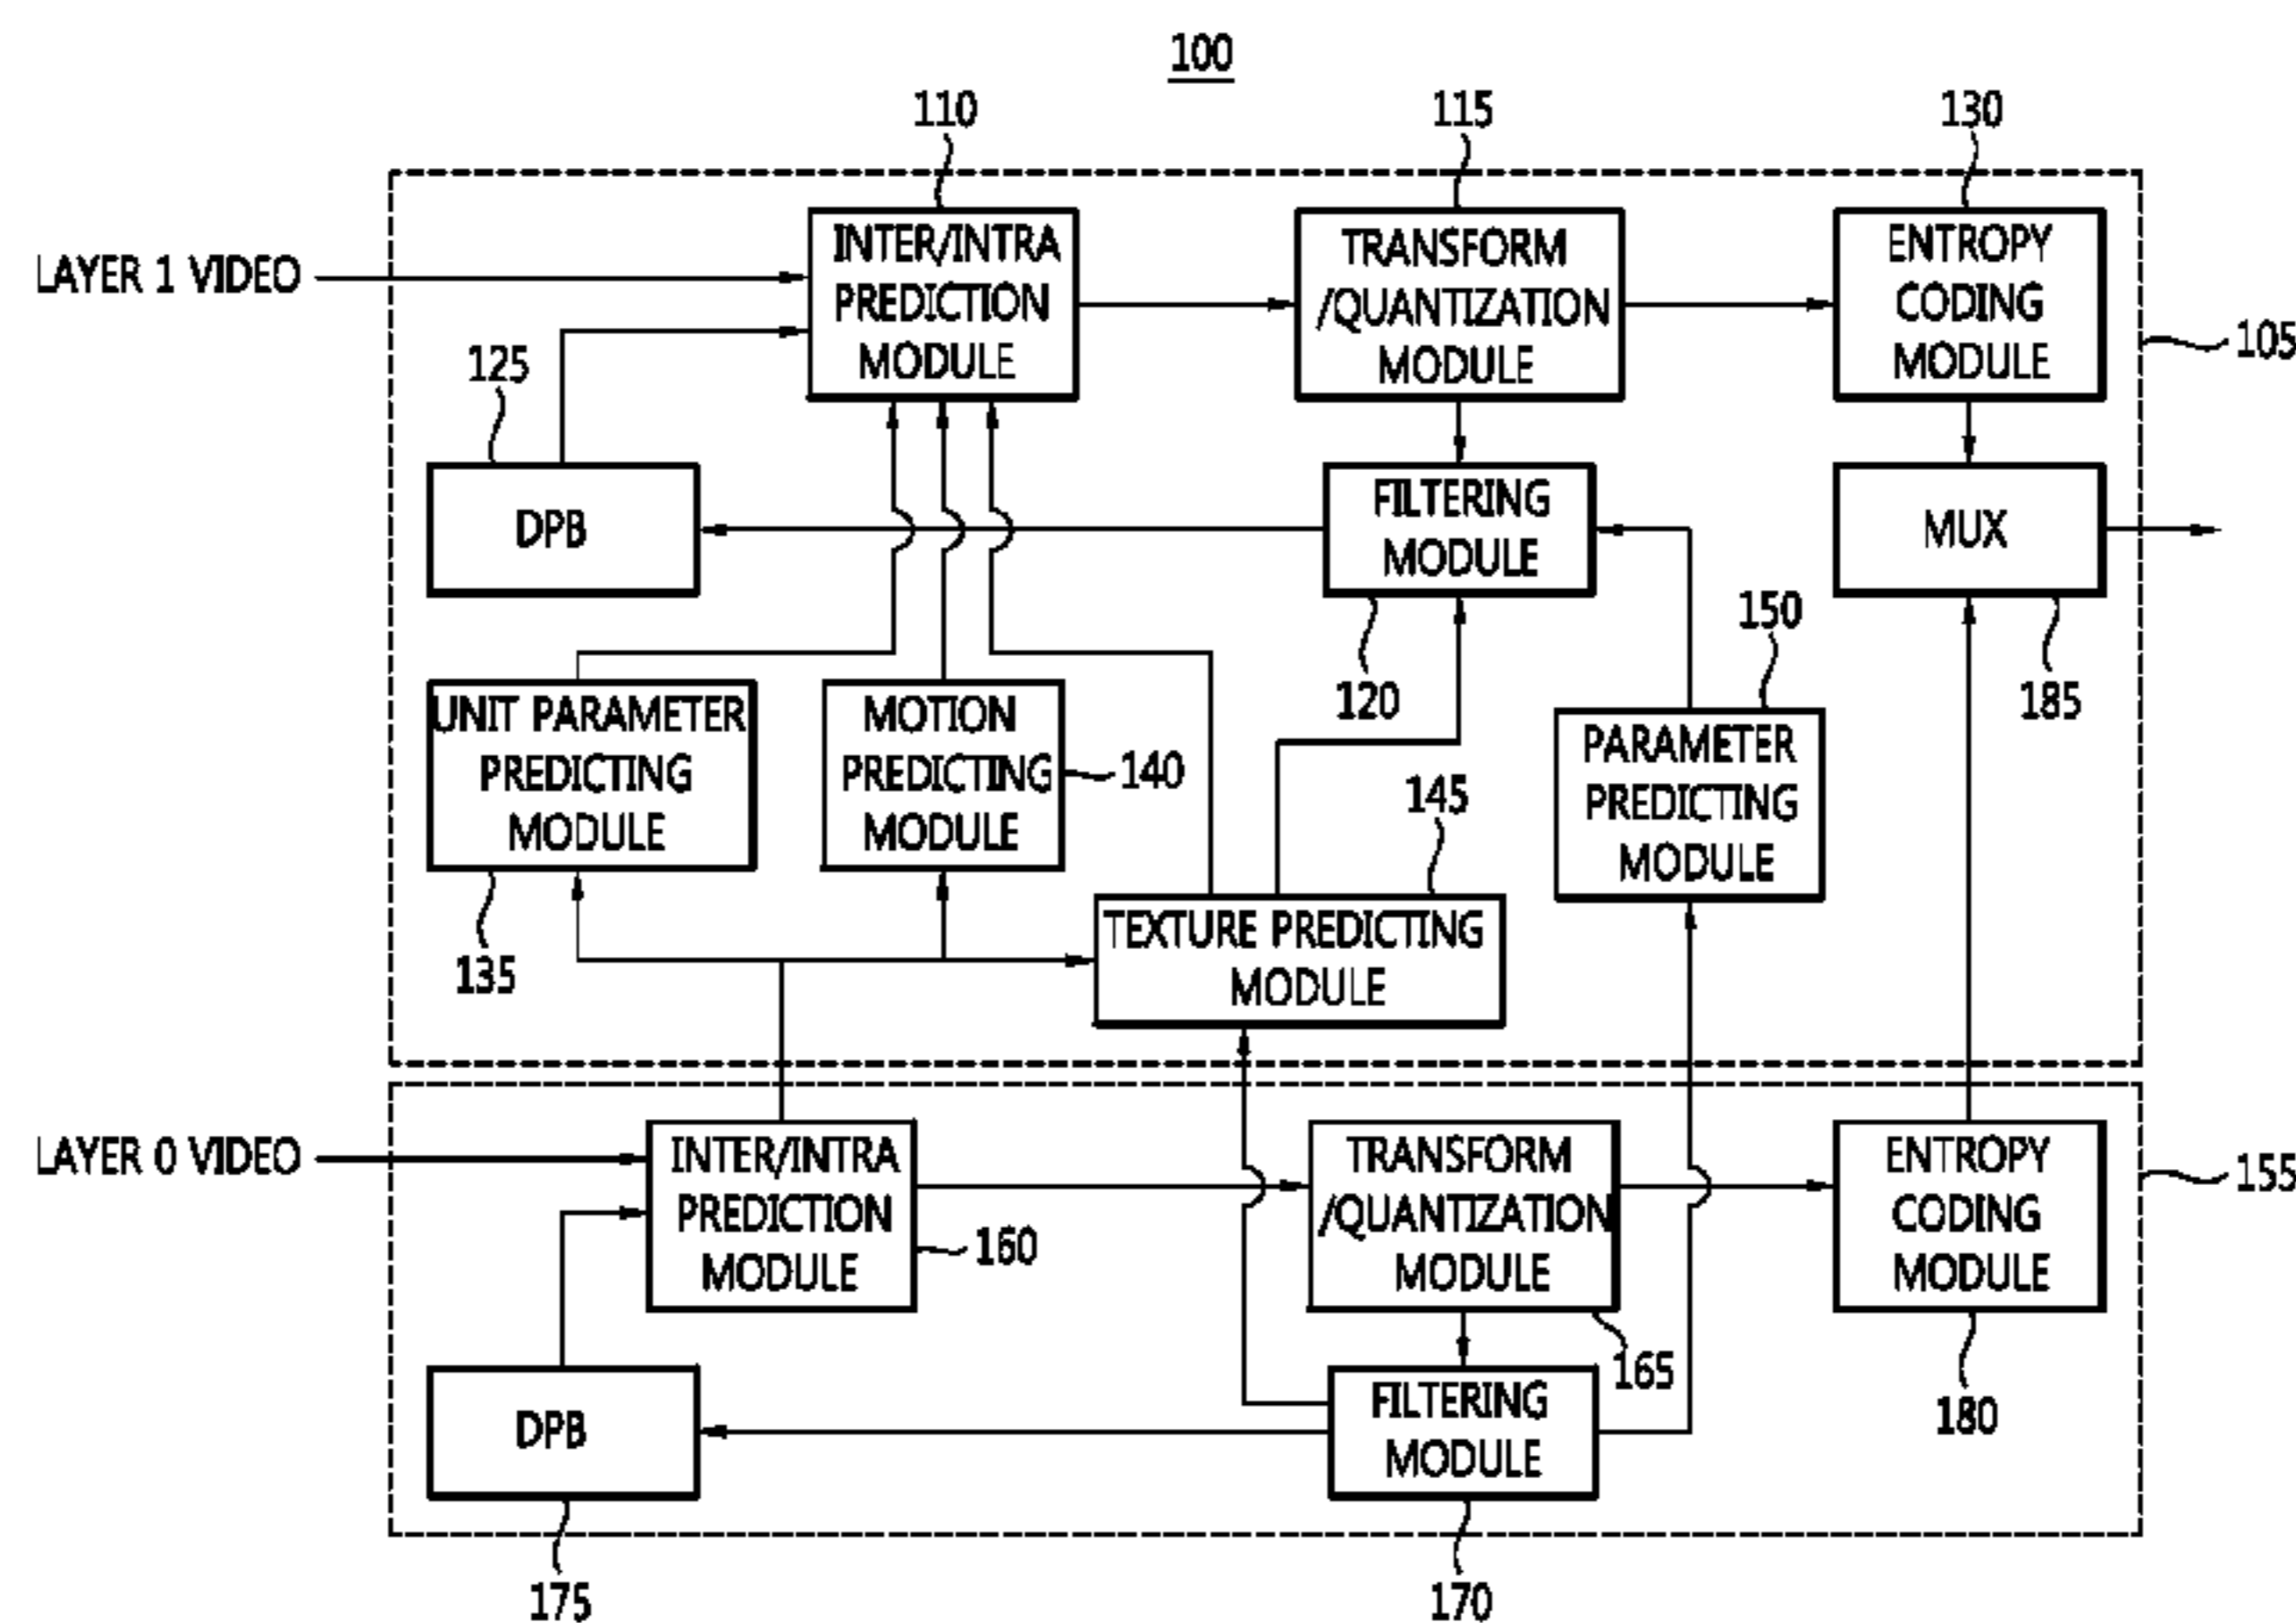 100
110
115
130
LAYER 1 VIDEO
INTER/INTRA
PREDICTION
MODULE
TRANSFORM
/QUANTIZATION
MODULE
ENTROPY
CODING
MODULE
105
125
DPB
FILTERING
MODULE
MUX
120
150
185
UNIT PARAMETER
PREDICTING
MODULE
MOTION
PREDICTING
MODULE
140
145
PARAMETER
PREDICTING
MODULE
135
TEXTURE PREDICTING
MODULE
LAYER 0 VIDEO
INTER/INTRA
PREDICTION
MODULE
160
TRANSFORM
/QUANTIZATION
MODULE
165
ENTROPY
CODING
MODULE
155
180
DPB
FILTERING
MODULE
175
170